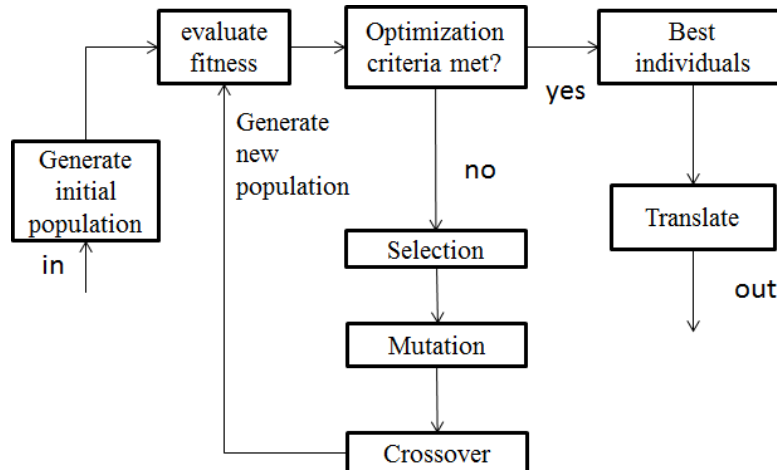 evaluate
fitness
Optimization
criteria met?
Best
individuals
yes
Generate
new
population
Generate
initial
population
no
Translate
in
Selection
out
Mutation
Crossover